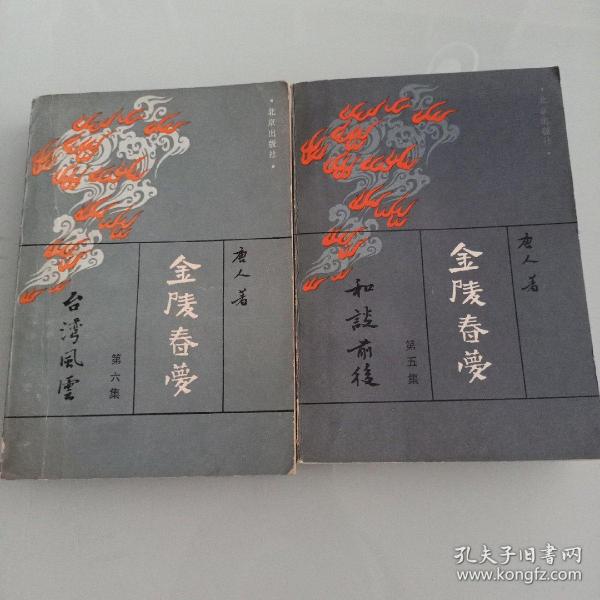 ·北京出版社·
唐人著
金陵春夢
第六集
台灣風雲
·北京出版社·
唐人著
金陵春夢
第五集
和談前後
孔夫子旧书网
www.kongfz.com